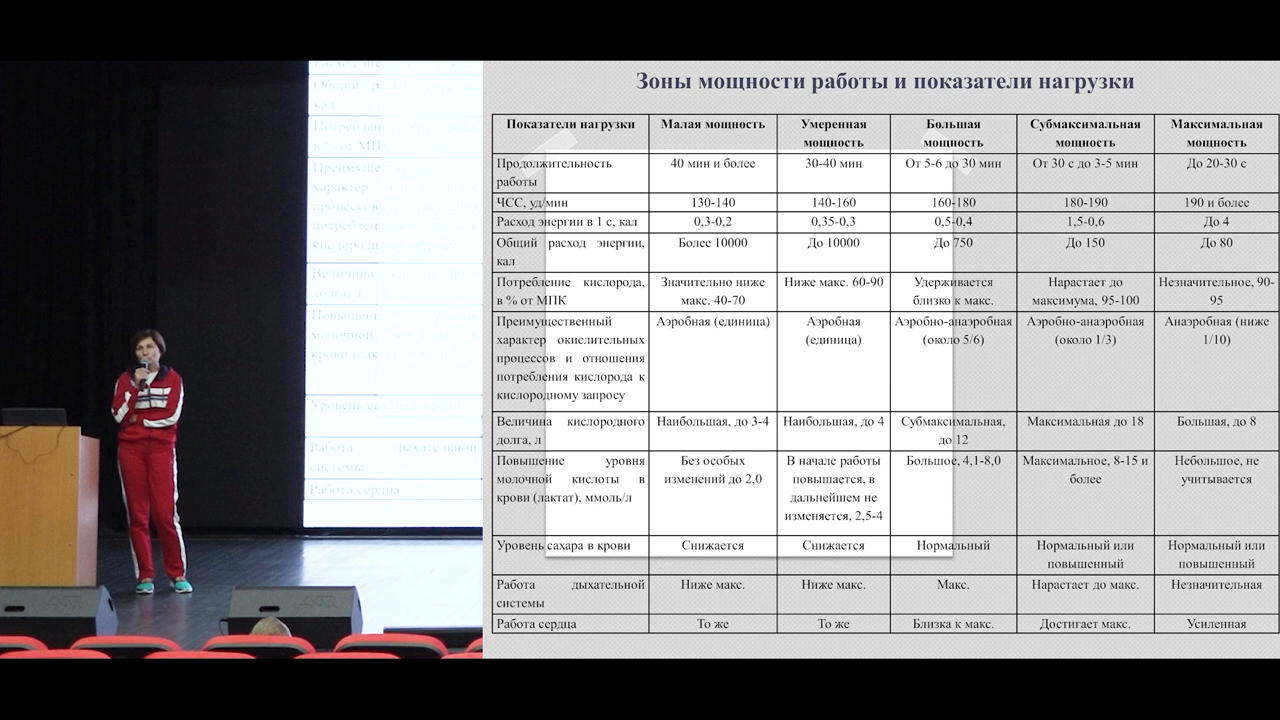 Зоны мощности работы и показатели нагрузки
Показатели нагрузки | Малая мощность | Умеренная мощность | Большая мощность | Субмаксимальная мощность | Максимальная мощность
Продолжительность работы | 40 мин и более | 30-40 мин | От 5-6 до 30 мин | От 30 с до 3-5 мин | До 20-30 с
ЧСС, уд/мин | 130-140 | 140-160 | 160-180 | 180-190 | 190 и более
Расход энергии в 1 с, кал | 0,3-0,2 | 0,35-0,3 | 0,5-0,4 | 1,5-0,6 | До 4
Общий расход энергии, кал | Более 10000 | До 10000 | До 750 | До 150 | До 80
Потребление кислорода, в % от МПК | Значительно ниже макс. 40-70 | Ниже макс. 60-90 | Удерживается близко к макс. | Нарастает до максимума, 95-100 | Незначительное, 90-95
Преимущественный характер окислительных процессов и отношения потребления кислорода к кислородному запросу | Аэробная (единица) | Аэробная (единица) | Аэробно-анаэробная (около 5/6) | Аэробно-анаэробная (около 1/3) | Анаэробная (ниже 1/10)
Величина кислородного долга, л | Наибольшая, до 3-4 | Наибольшая, до 4 | Субмаксимальная, до 12 | Максимальная до 18 | Большая, до 8
Повышение уровня молочной кислоты в крови (лактат), ммоль/л | Без особых изменений до 2,0 | В начале работы повышается, в дальнейшем не изменяется, 2,5-4 | Большое, 4,1-8,0 | Максимальное, 8-15 и более | Небольшое, не учитывается
Уровень сахара в крови | Снижается | Снижается | Нормальный | Нормальный или повышенный | Нормальный или повышенный
Работа дыхательной системы | Ниже макс. | Ниже макс. | Макс. | Нарастает до макс. | Незначительная
Работа сердца | То же | То же | Близка к макс. | Достигает макс. | Усиленная